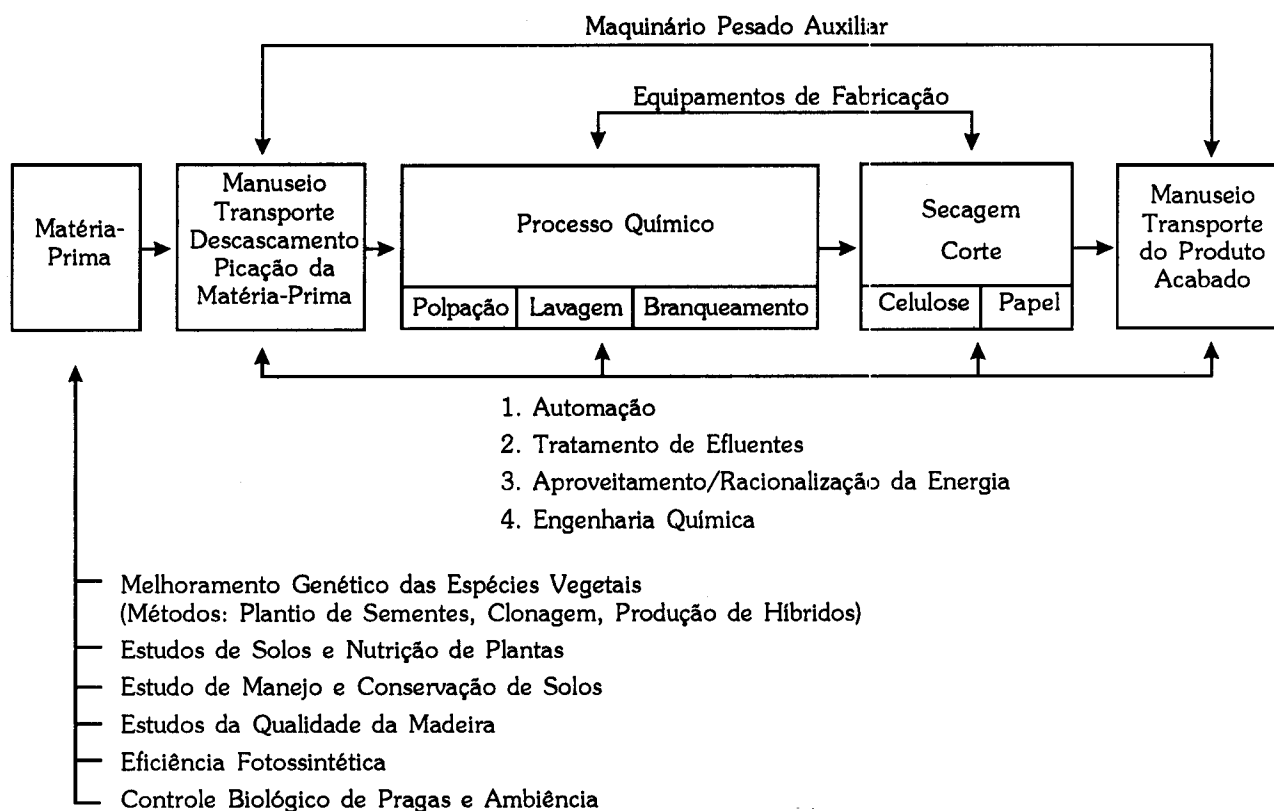 Maquinário Pesado Auxiliar
Equipamentos de Fabricação
Matéria-
Prima
Manuseio
Transporte
Descascamento
Picação da
Matéria-Prima
Processo Químico
Polpação
Lavagem
Branqueamento
Secagem
Corte
Celulose
Papel
Manuseio
Transporte
do Produto
Acabado
1. Automação
2. Tratamento de Efluentes
3. Aproveitamento/Racionalização da Energia
4. Engenharia Química
Melhoramento Genético das Espécies Vegetais
(Métodos: Plantio de Sementes, Clonagem, Produção de Híbridos)
Estudos de Solos e Nutrição de Plantas
Estudo de Manejo e Conservação de Solos
Estudos da Qualidade da Madeira
Eficiência Fotossintética
Controle Biológico de Pragas e Ambiência